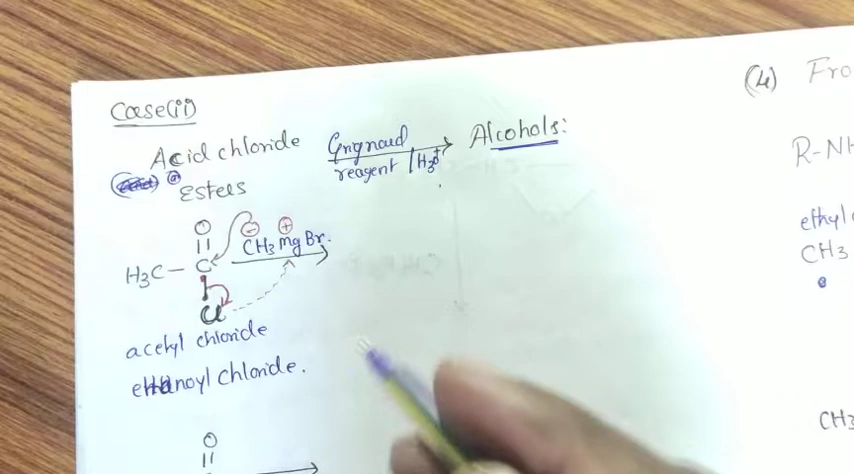 Case(ii)
Acid chloride
Grignard
reagent /H₃O⁺
Alcohols:
(or)
Esters
O
||
⊖ ⊕
CH3 Mg Br.
H₃C — C
Cl
acetyl chloride
ethanoyl chloride.
O
||
(4) Fro
R-NH
ethyl
CH3
CH3